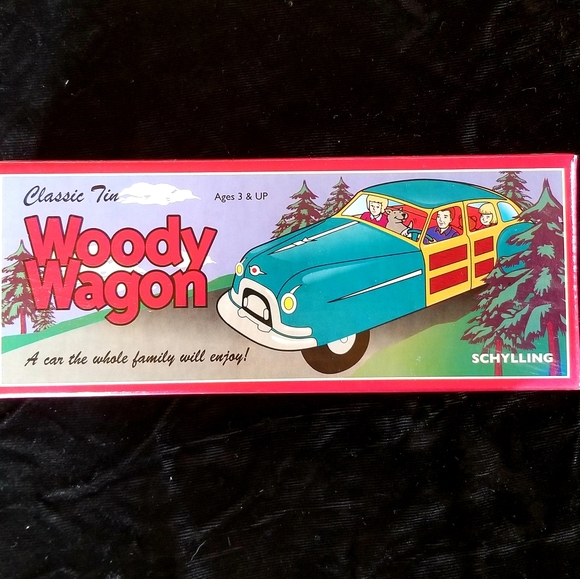 Classic Tin
Ages 3 & UP
Woody
Wagon
A car the whole family will enjoy!
SCHYLLING